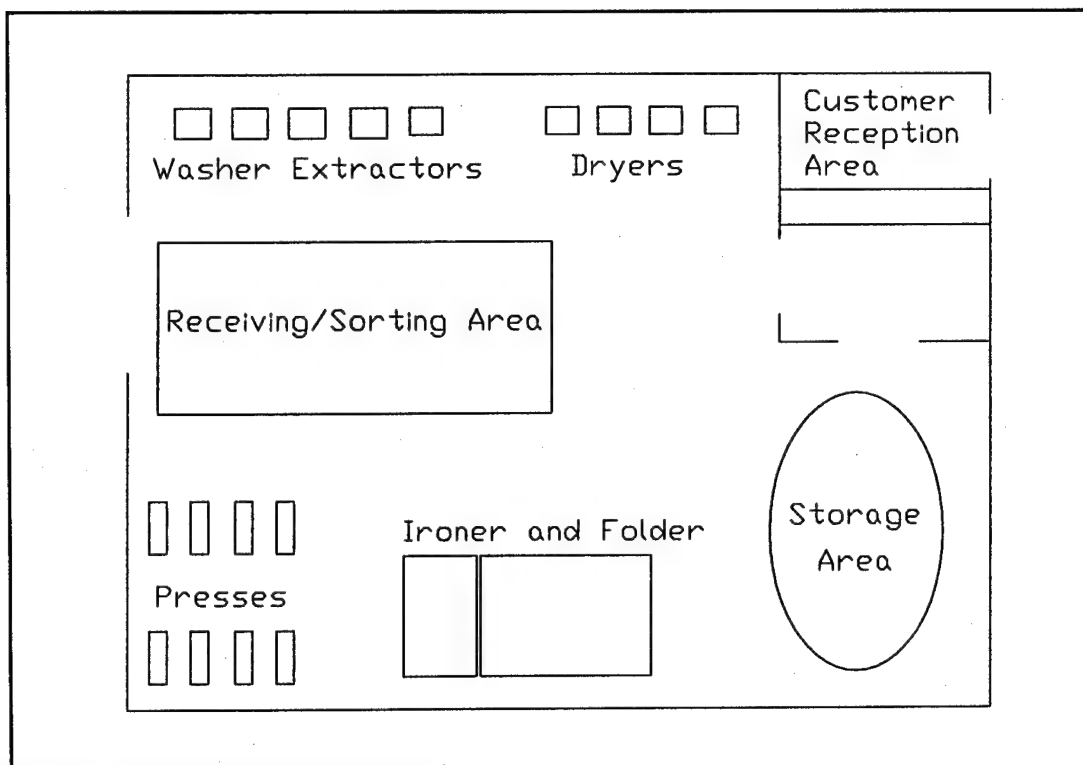 Customer
Reception
Area
Washer Extractors
Dryers
Receiving/Sorting Area
Ironer and Folder
Storage
Area
Presses